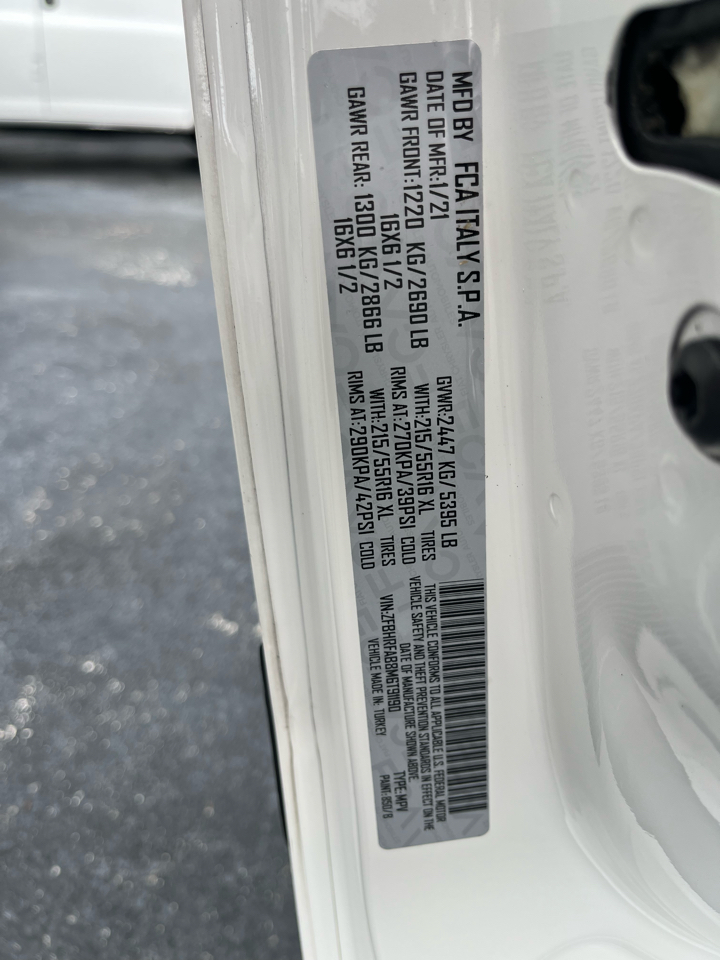 MFD BY FCA ITALY S.P.A.
DATE OF MFR:1/21 GVWR:2447 KG/5395 LB
GAWR FRONT:1220 KG/2690 LB WITH:215/55R16 XL TIRES
16X6 1/2 RIMS AT:270KPA/39PSI COLD
GAWR REAR: 1300 KG/2866 LB WITH:215/55R16 XL TIRES
16X6 1/2 RIMS AT:290KPA/42PSI COLD
THIS VEHICLE CONFORMS TO ALL APPLICABLE U.S. FEDERAL MOTOR
VEHICLE SAFETY AND THEFT PREVENTION STANDARDS IN EFFECT ON THE
DATE OF MANUFACTURE SHOWN ABOVE.
VIN:ZFBHRFAB8M6T91190 TYPE:MPV
VEHICLE MADE IN: TURKEY PAINT: